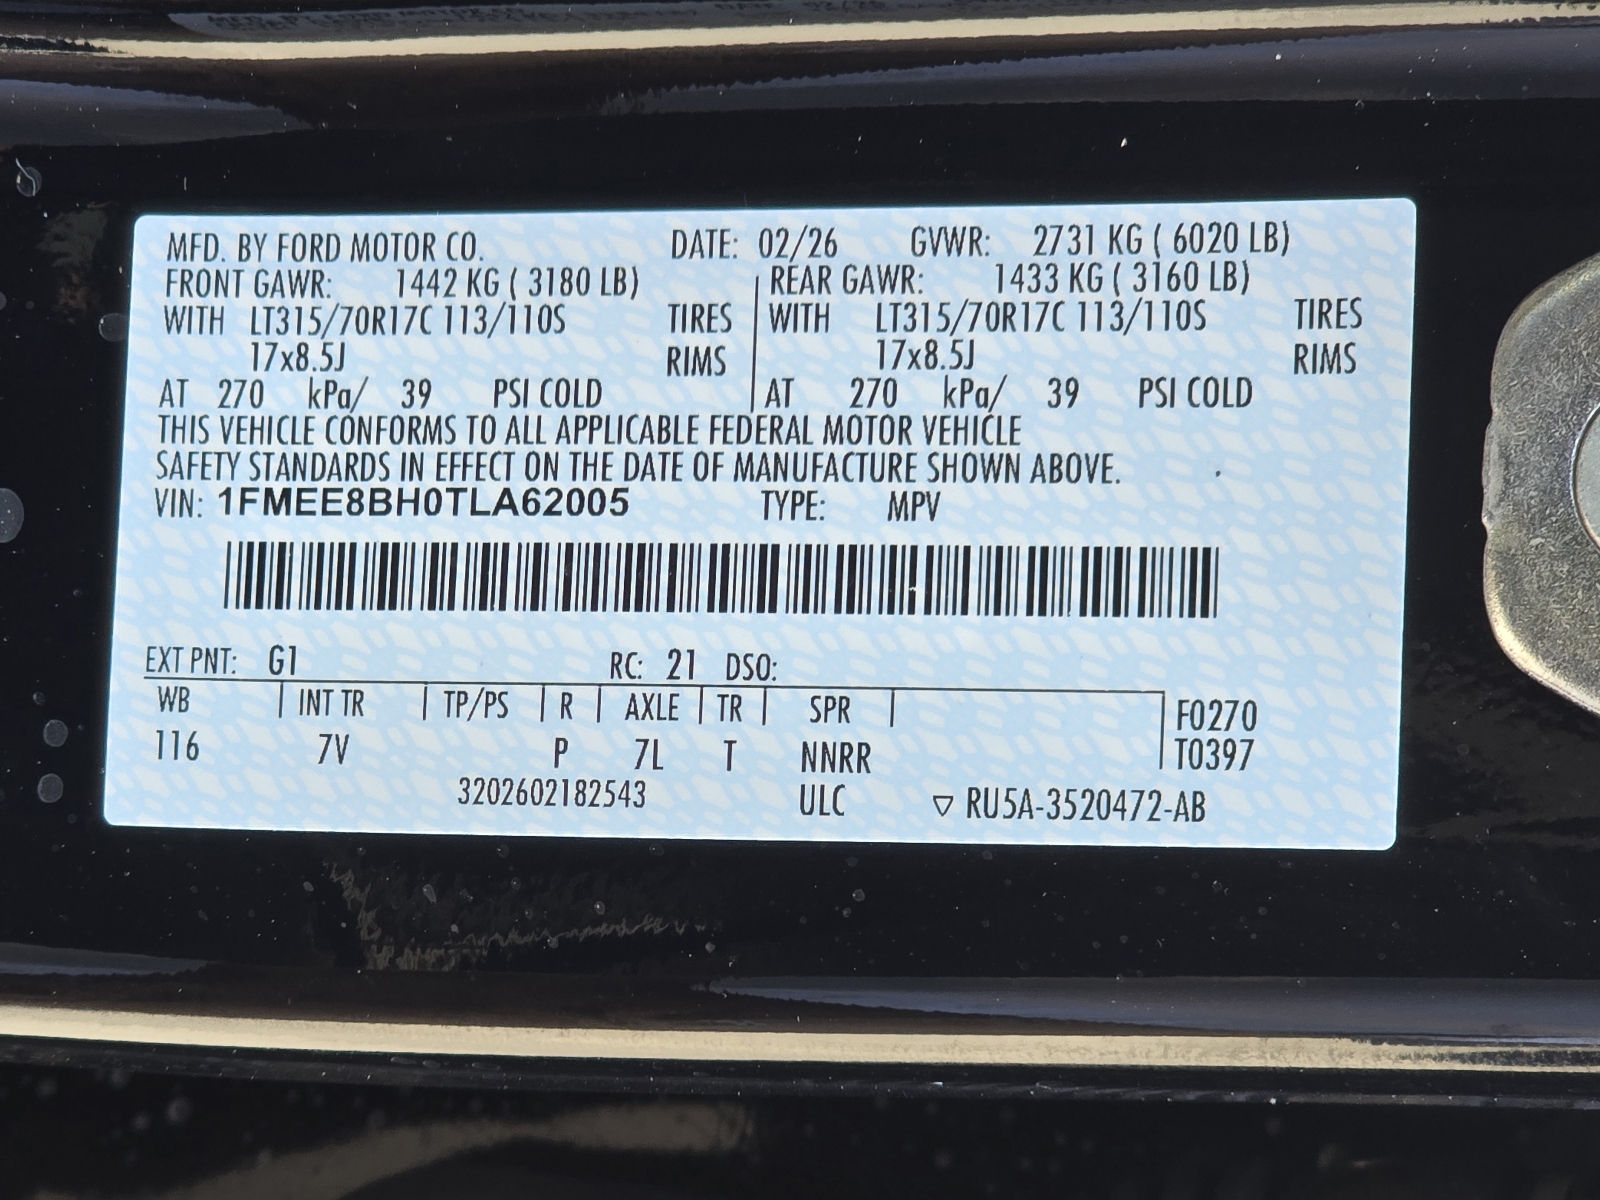 MFD. BY FORD MOTOR CO. DATE: 02/26 GVWR: 2731 KG ( 6020 LB)
FRONT GAWR: 1442 KG ( 3180 LB) REAR GAWR: 1433 KG ( 3160 LB)
WITH LT315/70R17C 113/110S TIRES WITH LT315/70R17C 113/110S TIRES
17x8.5J RIMS 17x8.5J RIMS
AT 270 kPa/ 39 PSI COLD AT 270 kPa/ 39 PSI COLD
THIS VEHICLE CONFORMS TO ALL APPLICABLE FEDERAL MOTOR VEHICLE
SAFETY STANDARDS IN EFFECT ON THE DATE OF MANUFACTURE SHOWN ABOVE.
VIN: 1FMEE8BH0TLA62005 TYPE: MPV
EXT PNT: G1 RC: 21 DSO:
WB INT TR TP/PS R AXLE TR SPR F0270
116 7V P 7L T NNRR T0397
3202602182543 ULC ▽ RU5A-3520472-AB